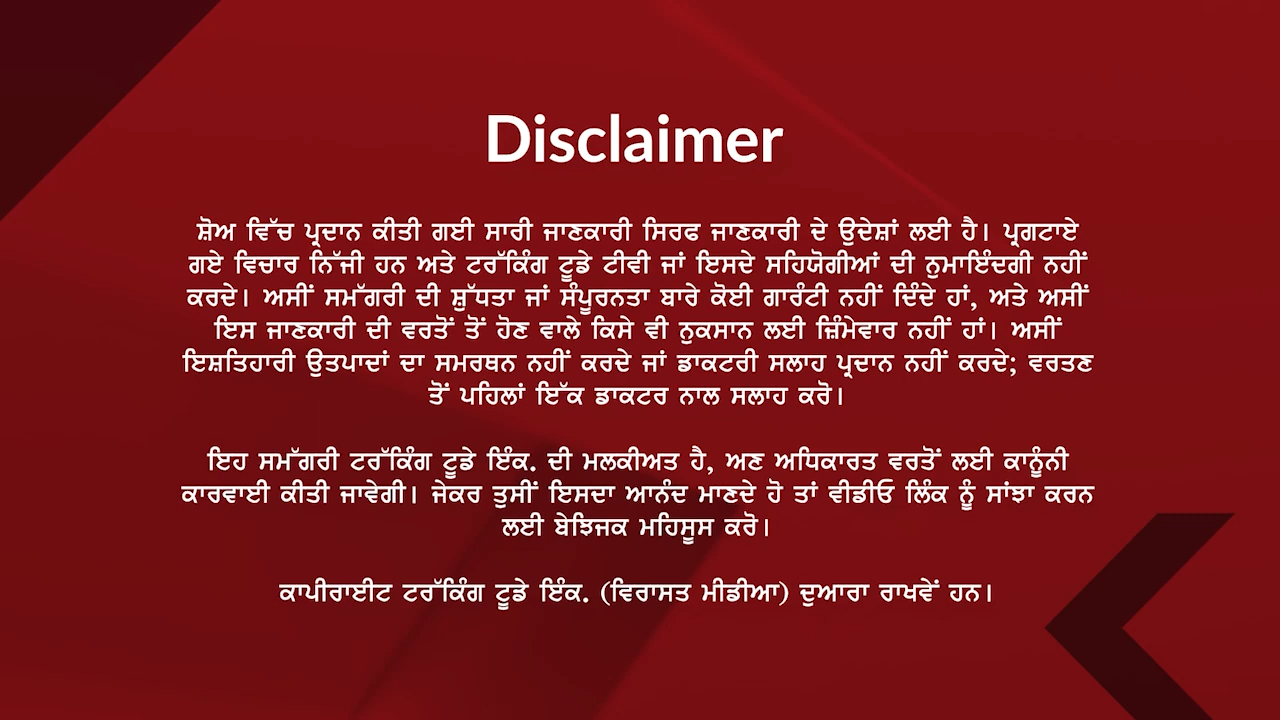 Disclaimer
ਸ਼ੋਅ ਵਿੱਚ ਪ੍ਰਦਾਨ ਕੀਤੀ ਗਈ ਸਾਰੀ ਜਾਣਕਾਰੀ ਸਿਰਫ ਜਾਣਕਾਰੀ ਦੇ ਉਦੇਸ਼ਾਂ ਲਈ ਹੈ। ਪ੍ਰਗਟਾਏ
ਗਏ ਵਿਚਾਰ ਨਿੱਜੀ ਹਨ ਅਤੇ ਟਰੱਕਿੰਗ ਟੂਡੇ ਟੀਵੀ ਜਾਂ ਇਸਦੇ ਸਹਿਯੋਗੀਆਂ ਦੀ ਨੁਮਾਇੰਦਗੀ ਨਹੀਂ
ਕਰਦੇ। ਅਸੀਂ ਸਮੱਗਰੀ ਦੀ ਸ਼ੁੱਧਤਾ ਜਾਂ ਸੰਪੂਰਨਤਾ ਬਾਰੇ ਕੋਈ ਗਾਰੰਟੀ ਨਹੀਂ ਦਿੰਦੇ ਹਾਂ, ਅਤੇ ਅਸੀਂ
ਇਸ ਜਾਣਕਾਰੀ ਦੀ ਵਰਤੋਂ ਤੋਂ ਹੋਣ ਵਾਲੇ ਕਿਸੇ ਵੀ ਨੁਕਸਾਨ ਲਈ ਜ਼ਿੰਮੇਵਾਰ ਨਹੀਂ ਹਾਂ। ਅਸੀਂ
ਇਸ਼ਤਿਹਾਰੀ ਉਤਪਾਦਾਂ ਦਾ ਸਮਰਥਨ ਨਹੀਂ ਕਰਦੇ ਜਾਂ ਡਾਕਟਰੀ ਸਲਾਹ ਪ੍ਰਦਾਨ ਨਹੀਂ ਕਰਦੇ; ਵਰਤਣ
ਤੋਂ ਪਹਿਲਾਂ ਇੱਕ ਡਾਕਟਰ ਨਾਲ ਸਲਾਹ ਕਰੋ।
ਇਹ ਸਮੱਗਰੀ ਟਰੱਕਿੰਗ ਟੂਡੇ ਇੰਕ. ਦੀ ਮਲਕੀਅਤ ਹੈ, ਅਣ ਅਧਿਕਾਰਤ ਵਰਤੋਂ ਲਈ ਕਾਨੂੰਨੀ
ਕਾਰਵਾਈ ਕੀਤੀ ਜਾਵੇਗੀ। ਜੇਕਰ ਤੁਸੀਂ ਇਸਦਾ ਆਨੰਦ ਮਾਣਦੇ ਹੋ ਤਾਂ ਵੀਡੀਓ ਲਿੰਕ ਨੂੰ ਸਾਂਝਾ ਕਰਨ
ਲਈ ਬੇਝਿਜਕ ਮਹਿਸੂਸ ਕਰੋ।
ਕਾਪੀਰਾਈਟ ਟਰੱਕਿੰਗ ਟੂਡੇ ਇੰਕ. (ਵਿਰਾਸਤ ਮੀਡੀਆ) ਦੁਆਰਾ ਰਾਖਵੇਂ ਹਨ।